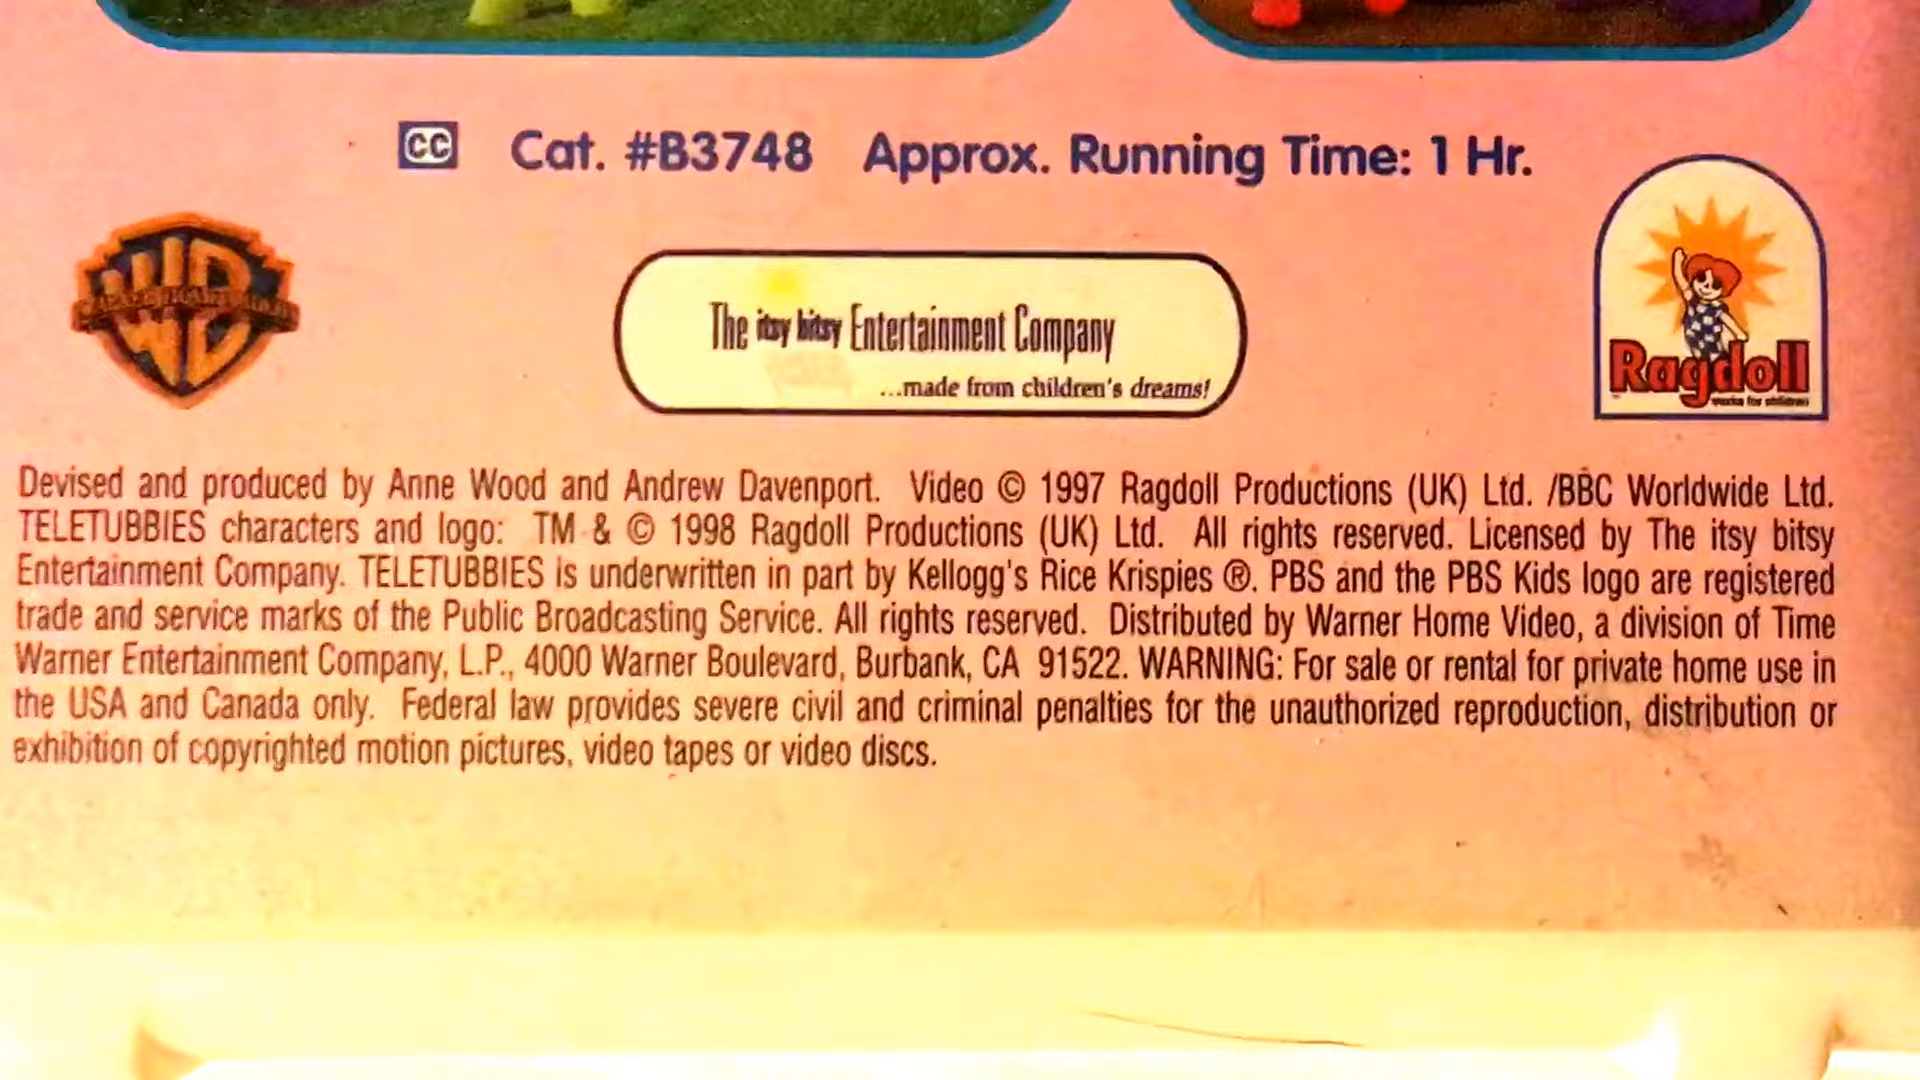 CC Cat. #B3748 Approx. Running Time: 1 Hr.
WB
The itsy bitsy Entertainment Company
...made from children's dreams!
Ragdoll
works for children
Devised and produced by Anne Wood and Andrew Davenport. Video © 1997 Ragdoll Productions (UK) Ltd. /BBC Worldwide Ltd.
TELETUBBIES characters and logo: TM & © 1998 Ragdoll Productions (UK) Ltd. All rights reserved. Licensed by The itsy bitsy
Entertainment Company. TELETUBBIES is underwritten in part by Kellogg's Rice Krispies ®. PBS and the PBS Kids logo are registered
trade and service marks of the Public Broadcasting Service. All rights reserved. Distributed by Warner Home Video, a division of Time
Warner Entertainment Company, L.P., 4000 Warner Boulevard, Burbank, CA 91522. WARNING: For sale or rental for private home use in
the USA and Canada only. Federal law provides severe civil and criminal penalties for the unauthorized reproduction, distribution or
exhibition of copyrighted motion pictures, video tapes or video discs.